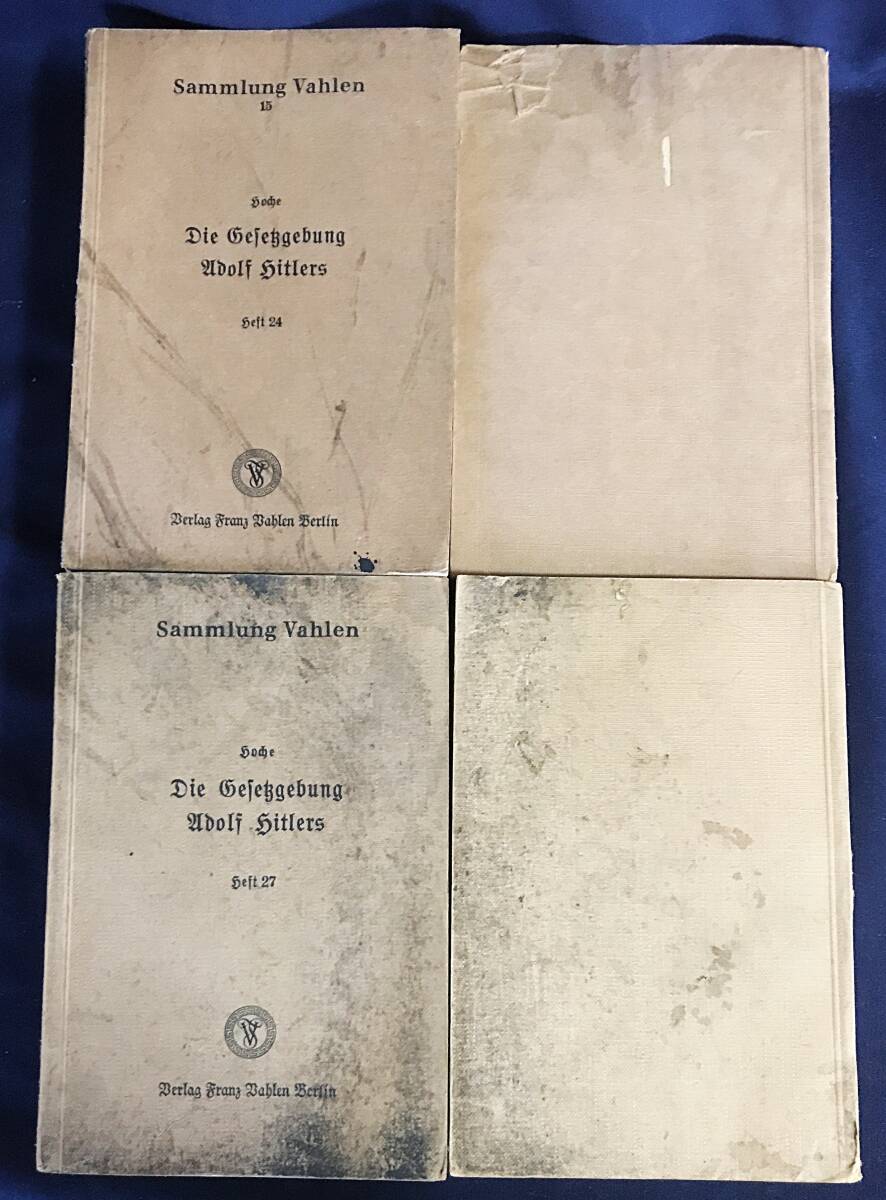 Sammlung Vahlen
15
Hoche
Die Gesetzgebung
Adolf Hitlers
Heft 24
Verlag Franz Vahlen Berlin
Sammlung Vahlen
Hoche
Die Gesetzgebung
Adolf Hitlers
Heft 27
Verlag Franz Vahlen Berlin